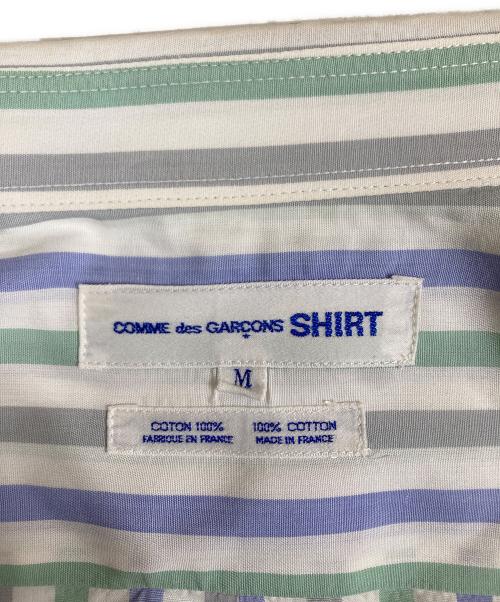 COMME des GARÇONS SHIRT
M
COTON 100% 100% COTTON
FABRIQUE EN FRANCE MADE IN FRANCE